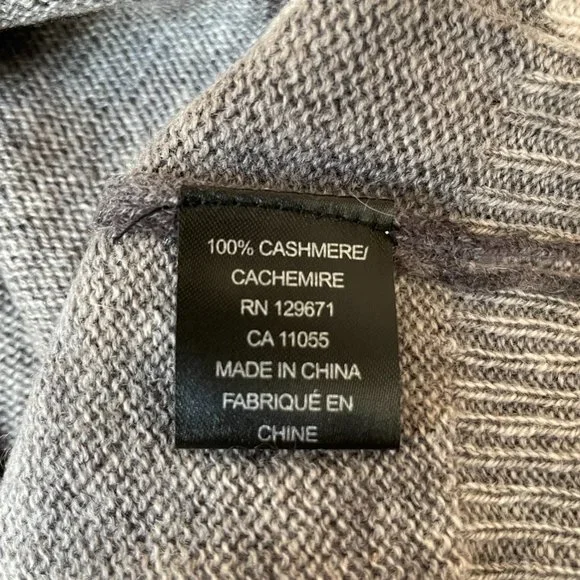 100% CASHMERE/
CACHEMIRE
RN 129671
CA 11055
MADE IN CHINA
FABRIQUÉ EN
CHINE